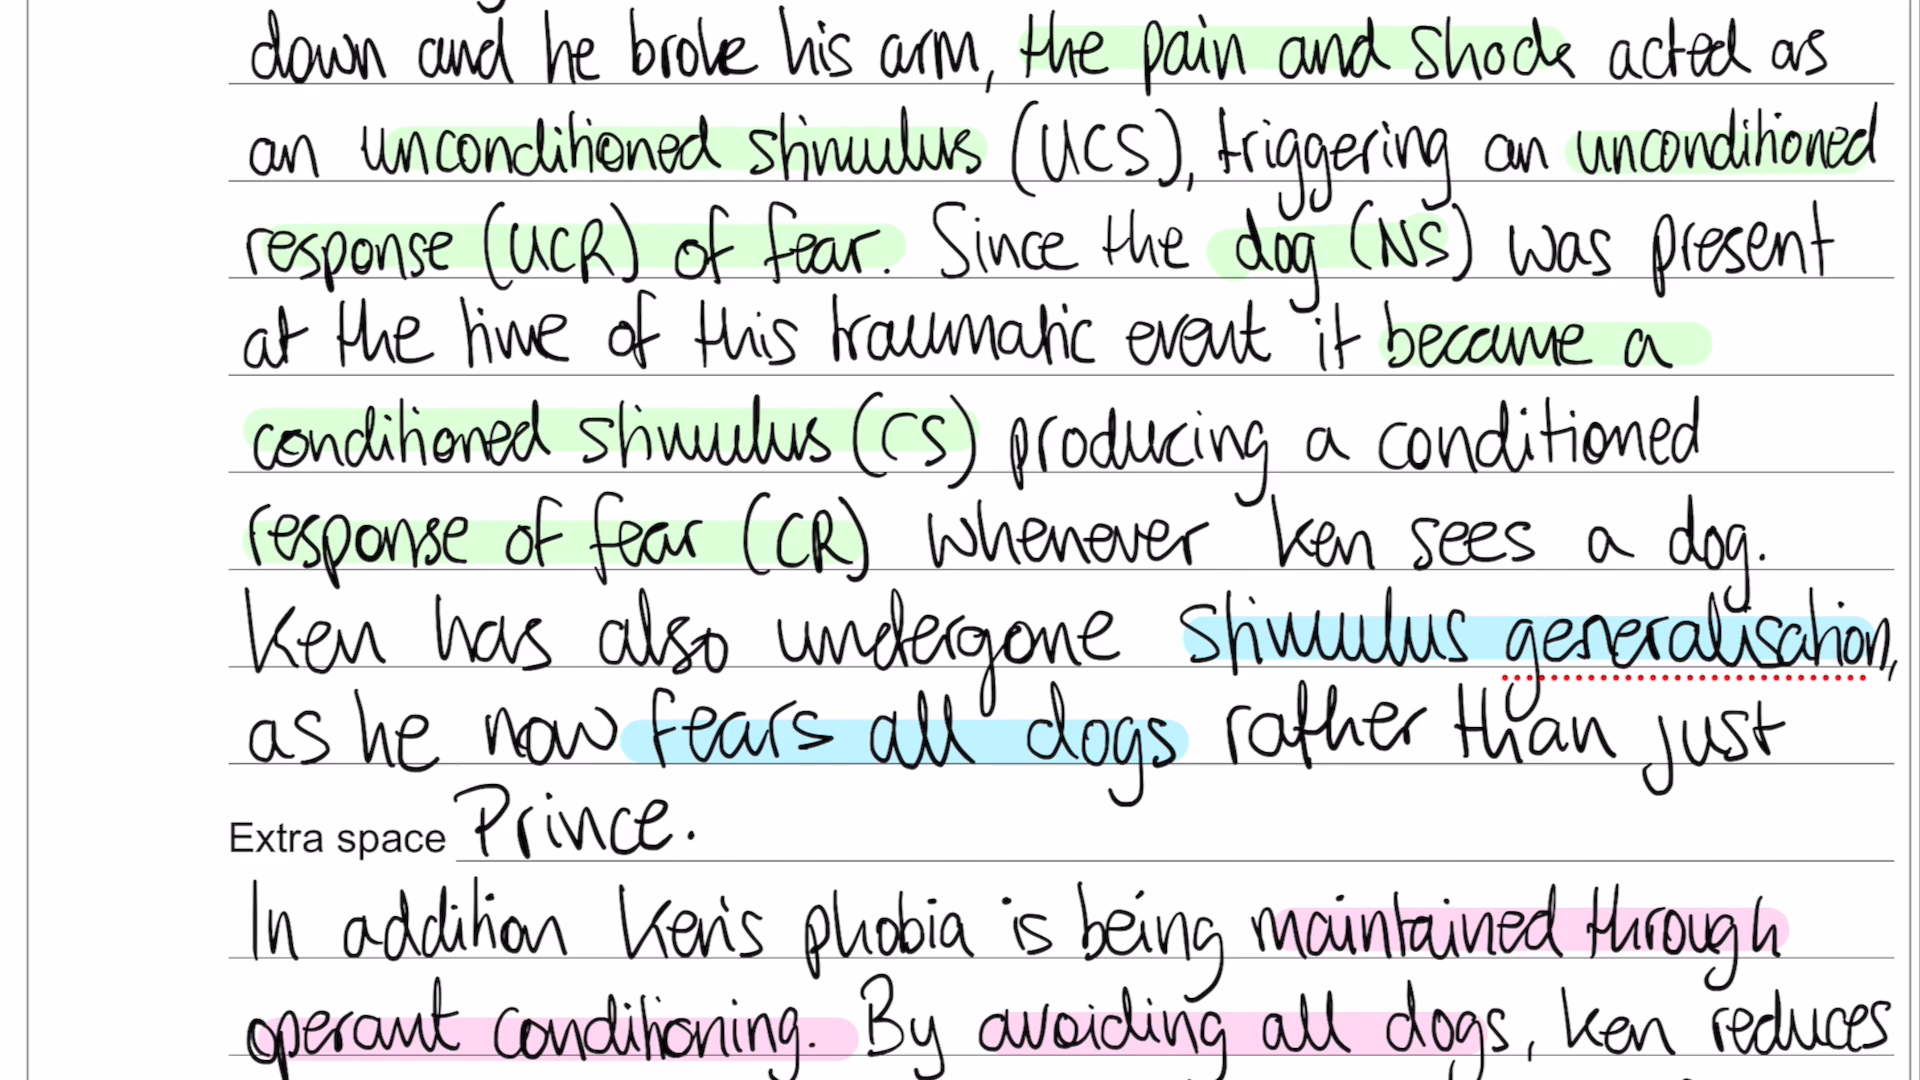 down and he broke his arm, the pain and shock acted as
an unconditioned stimulus (UCS), triggering an unconditioned
response (UCR) of fear. Since the dog (NS) was present
at the time of this traumatic event it became a
conditioned stimulus (CS) producing a conditioned
response of fear (CR) whenever Ken sees a dog.
Ken has also undergone stimulus generalisation,
as he now fears all dogs rather than just
Extra space Prince.
In addition Ken's phobia is being maintained through
operant conditioning. By avoiding all dogs, Ken reduces